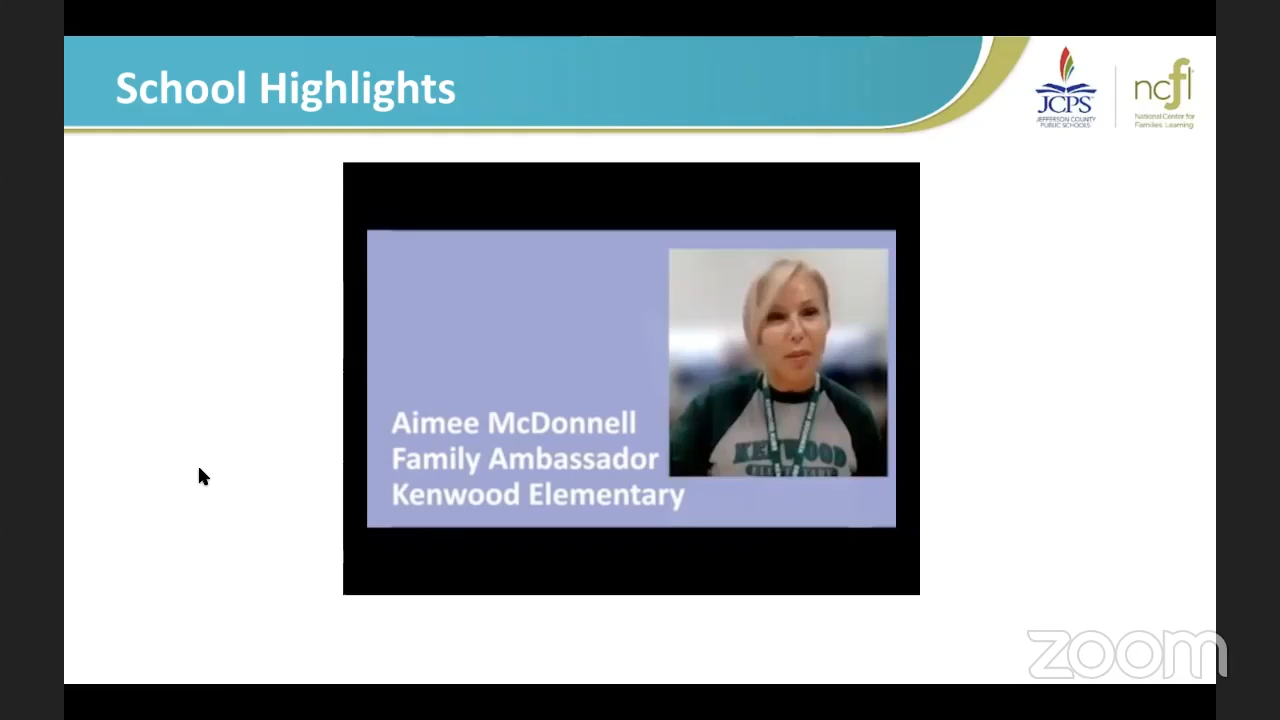 School Highlights
JCPS
JEFFERSON COUNTY
PUBLIC SCHOOLS
ncfl
National Center for
Families Learning
Aimee McDonnell
Family Ambassador
Kenwood Elementary
KENWOOD
ELEMENTARY
zoom